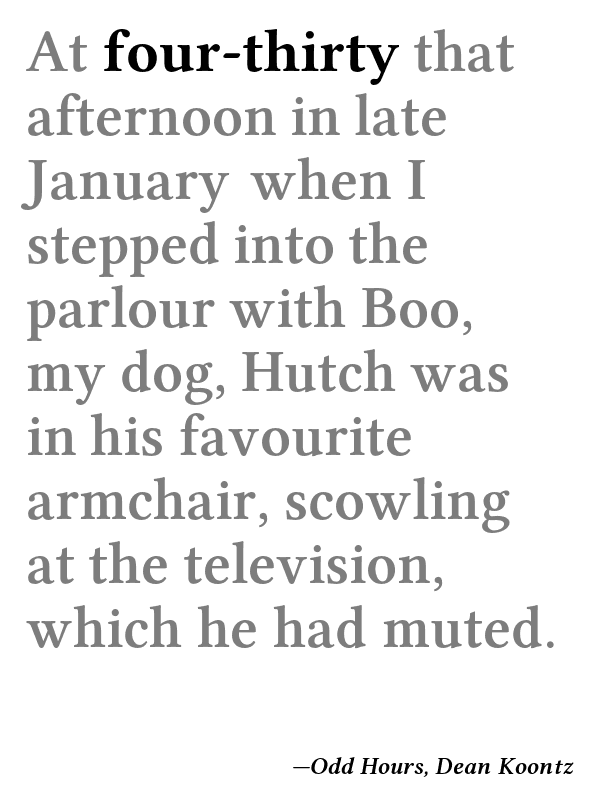 At four-thirty that
afternoon in late
January when I
stepped into the
parlour with Boo,
my dog, Hutch was
in his favourite
armchair, scowling
at the television,
which he had muted.
—Odd Hours, Dean Koontz